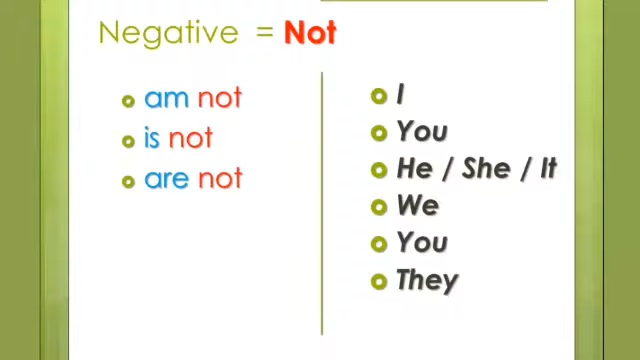 Negative = Not
am not
is not
are not
I
You
He / She / It
We
You
They